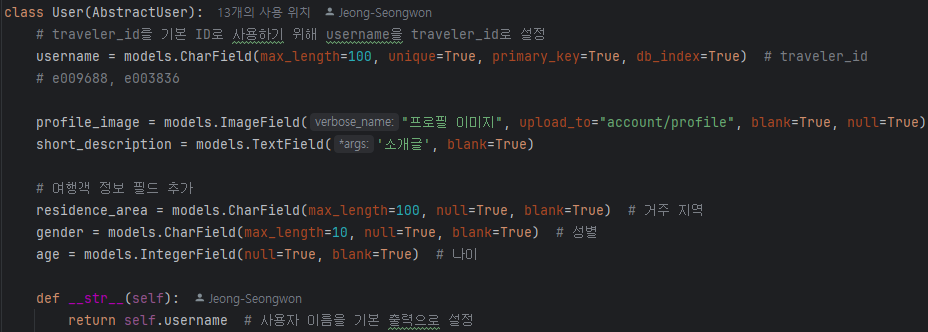 class User(AbstractUser): 13개의 사용 위치 Jeong-Seongwon
# traveler_id를 기본 ID로 사용하기 위해 username을 traveler_id로 설정
username = models.CharField(max_length=100, unique=True, primary_key=True, db_index=True) # traveler_id
# e009688, e003836
profile_image = models.ImageField( verbose_name: "프로필 이미지", upload_to="account/profile", blank=True, null=True)
short_description = models.TextField( *args: '소개글', blank=True)
# 여행객 정보 필드 추가
residence_area = models.CharField(max_length=100, null=True, blank=True) # 거주 지역
gender = models.CharField(max_length=10, null=True, blank=True) # 성별
age = models.IntegerField(null=True, blank=True) # 나이
def __str__(self): Jeong-Seongwon
return self.username # 사용자 이름을 기본 출력으로 설정